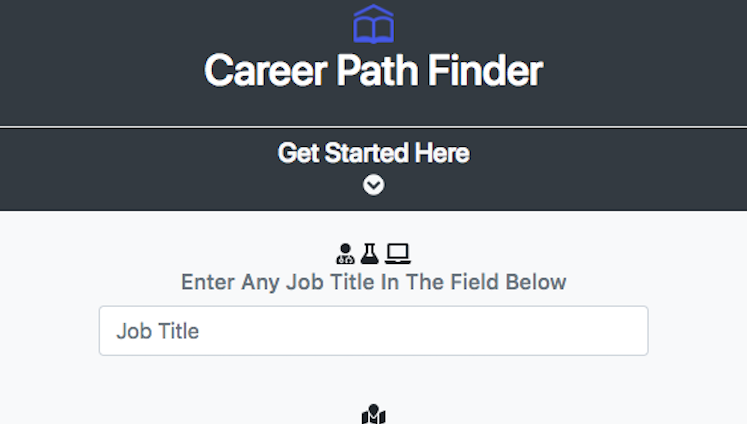 Career Path Finder
Get Started Here
Enter Any Job Title In The Field Below
Job Title